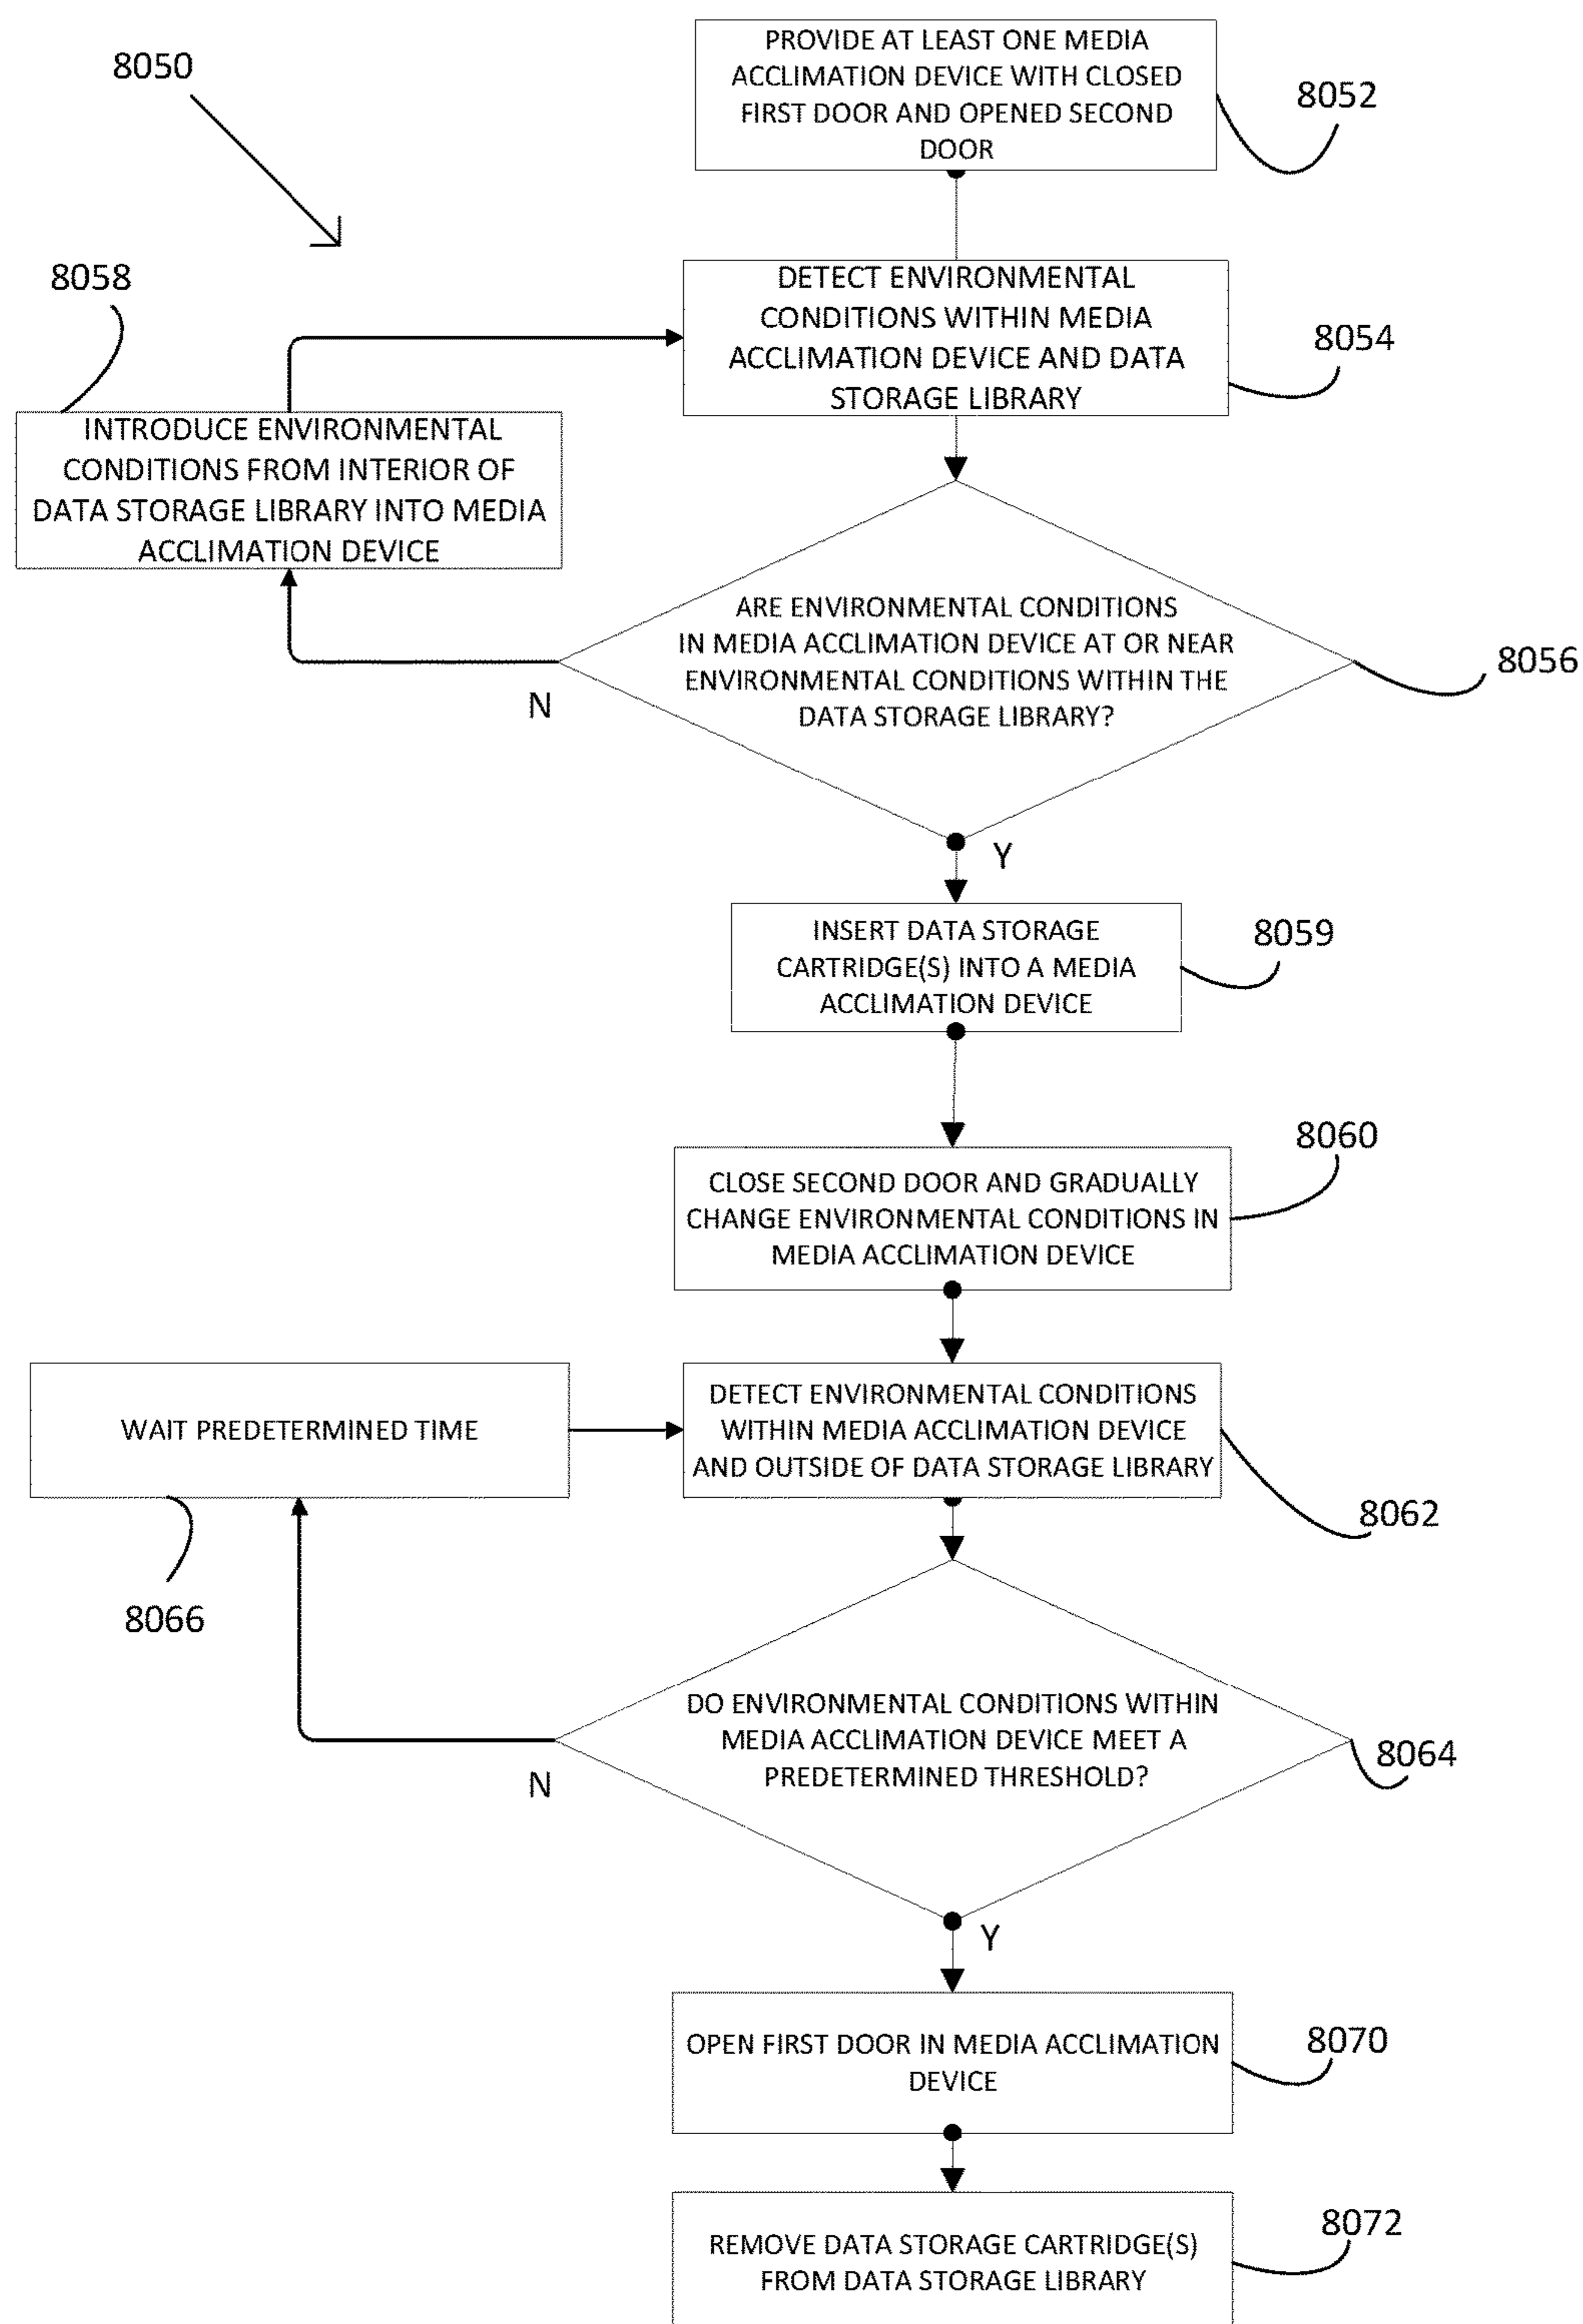 PROVIDE AT LEAST ONE MEDIA
ACCLIMATION DEVICE WITH CLOSED
FIRST DOOR AND OPENED SECOND
DOOR
8050
8052
DETECT ENVIRONMENTAL
CONDITIONS WITHIN MEDIA
ACCLIMATION DEVICE AND DATA
STORAGE LIBRARY
8054
8058
INTRODUCE ENVIRONMENTAL
CONDITIONS FROM INTERIOR OF
DATA STORAGE LIBRARY INTO MEDIA
ACCLIMATION DEVICE
ARE ENVIRONMENTAL CONDITIONS
IN MEDIA ACCLIMATION DEVICE AT OR NEAR
ENVIRONMENTAL CONDITIONS WITHIN THE
DATA STORAGE LIBRARY?
8056
N
Y
INSERT DATA STORAGE
CARTRIDGE(S) INTO A MEDIA
ACCLIMATION DEVICE
8059
CLOSE SECOND DOOR AND GRADUALLY
CHANGE ENVIRONMENTAL CONDITIONS IN
MEDIA ACCLIMATION DEVICE
8060
WAIT PREDETERMINED TIME
8066
DETECT ENVIRONMENTAL CONDITIONS
WITHIN MEDIA ACCLIMATION DEVICE
AND OUTSIDE OF DATA STORAGE LIBRARY
8062
DO ENVIRONMENTAL CONDITIONS WITHIN
MEDIA ACCLIMATION DEVICE MEET A
PREDETERMINED THRESHOLD?
8064
N
Y
OPEN FIRST DOOR IN MEDIA ACCLIMATION
DEVICE
8070
REMOVE DATA STORAGE CARTRIDGE(S)
FROM DATA STORAGE LIBRARY
8072